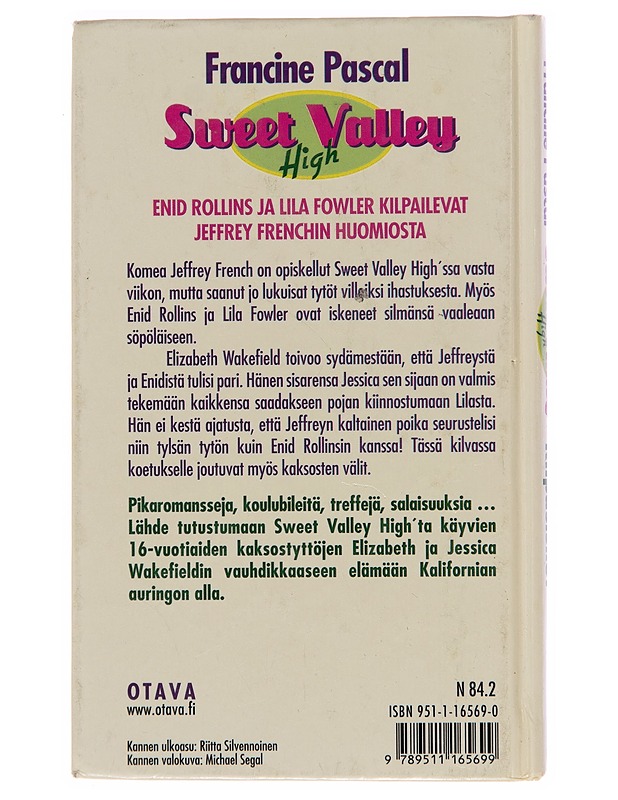 Francine Pascal
Sweet Valley
High
ENID ROLLINS JA LILA FOWLER KILPAILEVAT
JEFFREY FRENCHIN HUOMIOSTA
Komea Jeffrey French on opiskellut Sweet Valley High´ssa vasta
viikon, mutta saanut jo lukuisat tytöt villeiksi ihastuksesta. Myös
Enid Rollins ja Lila Fowler ovat iskeneet silmänsä vaaleaan
söpöläiseen.
Elizabeth Wakefield toivoo sydämestään, että Jeffreystä
ja Enidistä tulisi pari. Hänen sisarensa Jessica sen sijaan on valmis
tekemään kaikkensa saadakseen pojan kiinnostumaan Lilasta.
Hän ei kestä ajatusta, että Jeffreyn kaltainen poika seurustelisi
niin tylsän tytön kuin Enid Rollinsin kanssa! Tässä kilvassa
koetukselle joutuvat myös kaksosten välit.
Pikaromansseja, koulubileitä, treffejä, salaisuuksia ...
Lähde tutustumaan Sweet Valley High´ta käyvien
16-vuotiaiden kaksostyttöjen Elizabeth ja Jessica
Wakefieldin vauhdikkaaseen elämään Kalifornian
auringon alla.
OTAVA
www.otava.fi
N 84.2
ISBN 951-1-16569-0
9 789511 165699
Kannen ulkoasu: Riitta Silvennoinen
Kannen valokuva: Michael Segal